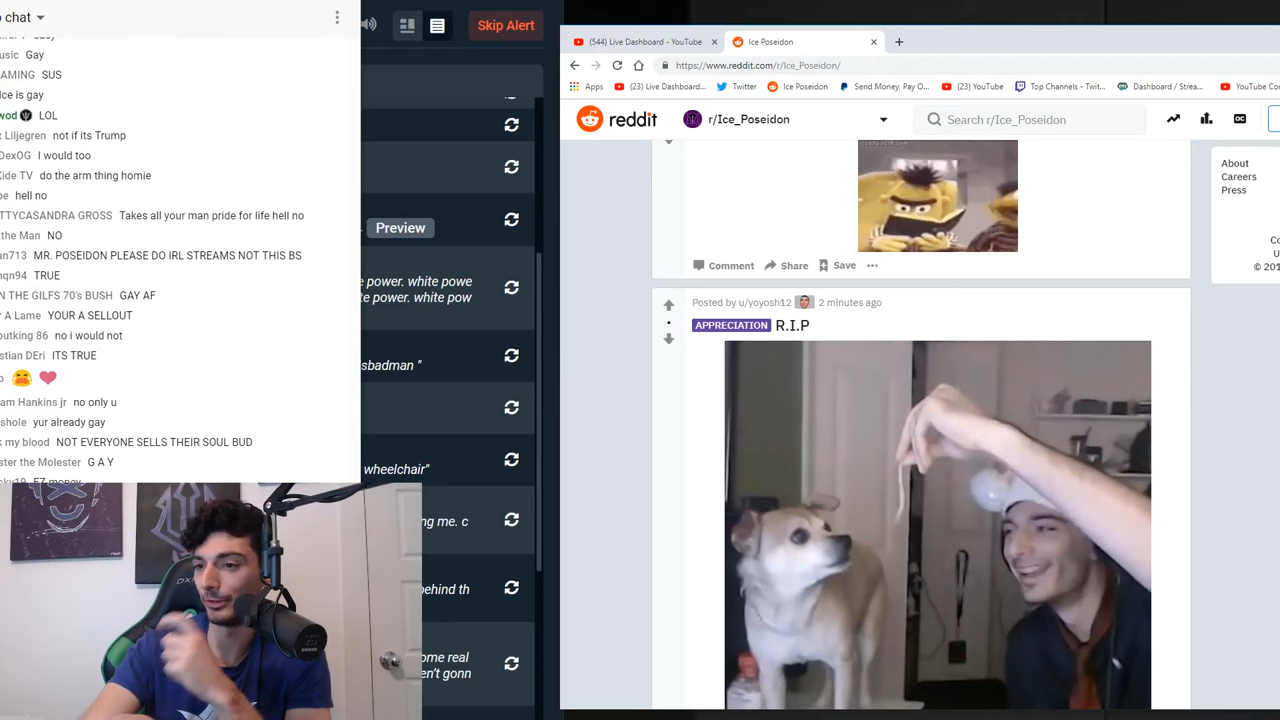 chat
usic Gay
AMING SUS
ce is gay
wod LOL
Liljegren not if its Trump
DexOG I would too
ide TV do the arm thing homie
pe hell no
TTYCASANDRA GROSS Takes all your man pride for life hell no
the Man NO
an713 MR. POSEIDON PLEASE DO IRL STREAMS NOT THIS BS
nqn94 TRUE
N THE GILFS 70's BUSH GAY AF
r A Lame YOUR A SELLOUT
outking 86 no i would not
stian DEri ITS TRUE
am Hankins jr no only u
shole yur already gay
my blood NOT EVERYONE SELLS THEIR SOUL BUD
ster the Molester G A Y
Skip Alert
Preview
power. white powe
te power. white pow
sbadman "
wheelchair"
ng me. c
behind th
ome real
en't gonn
(544) Live Dashboard - YouTube
Ice Poseidon
https://www.reddit.com/r/Ice_Poseidon/
Apps (23) Live Dashboard... Twitter Ice Poseidon Send Money, Pay O... (23) YouTube Top Channels - Twit... Dashboard / Strea... YouTube Co
reddit r/Ice_Poseidon Search r/Ice_Poseidon
About
Careers
Press
© 201
Comment Share Save
Posted by u/yoyosh12 2 minutes ago
APPRECIATION R.I.P